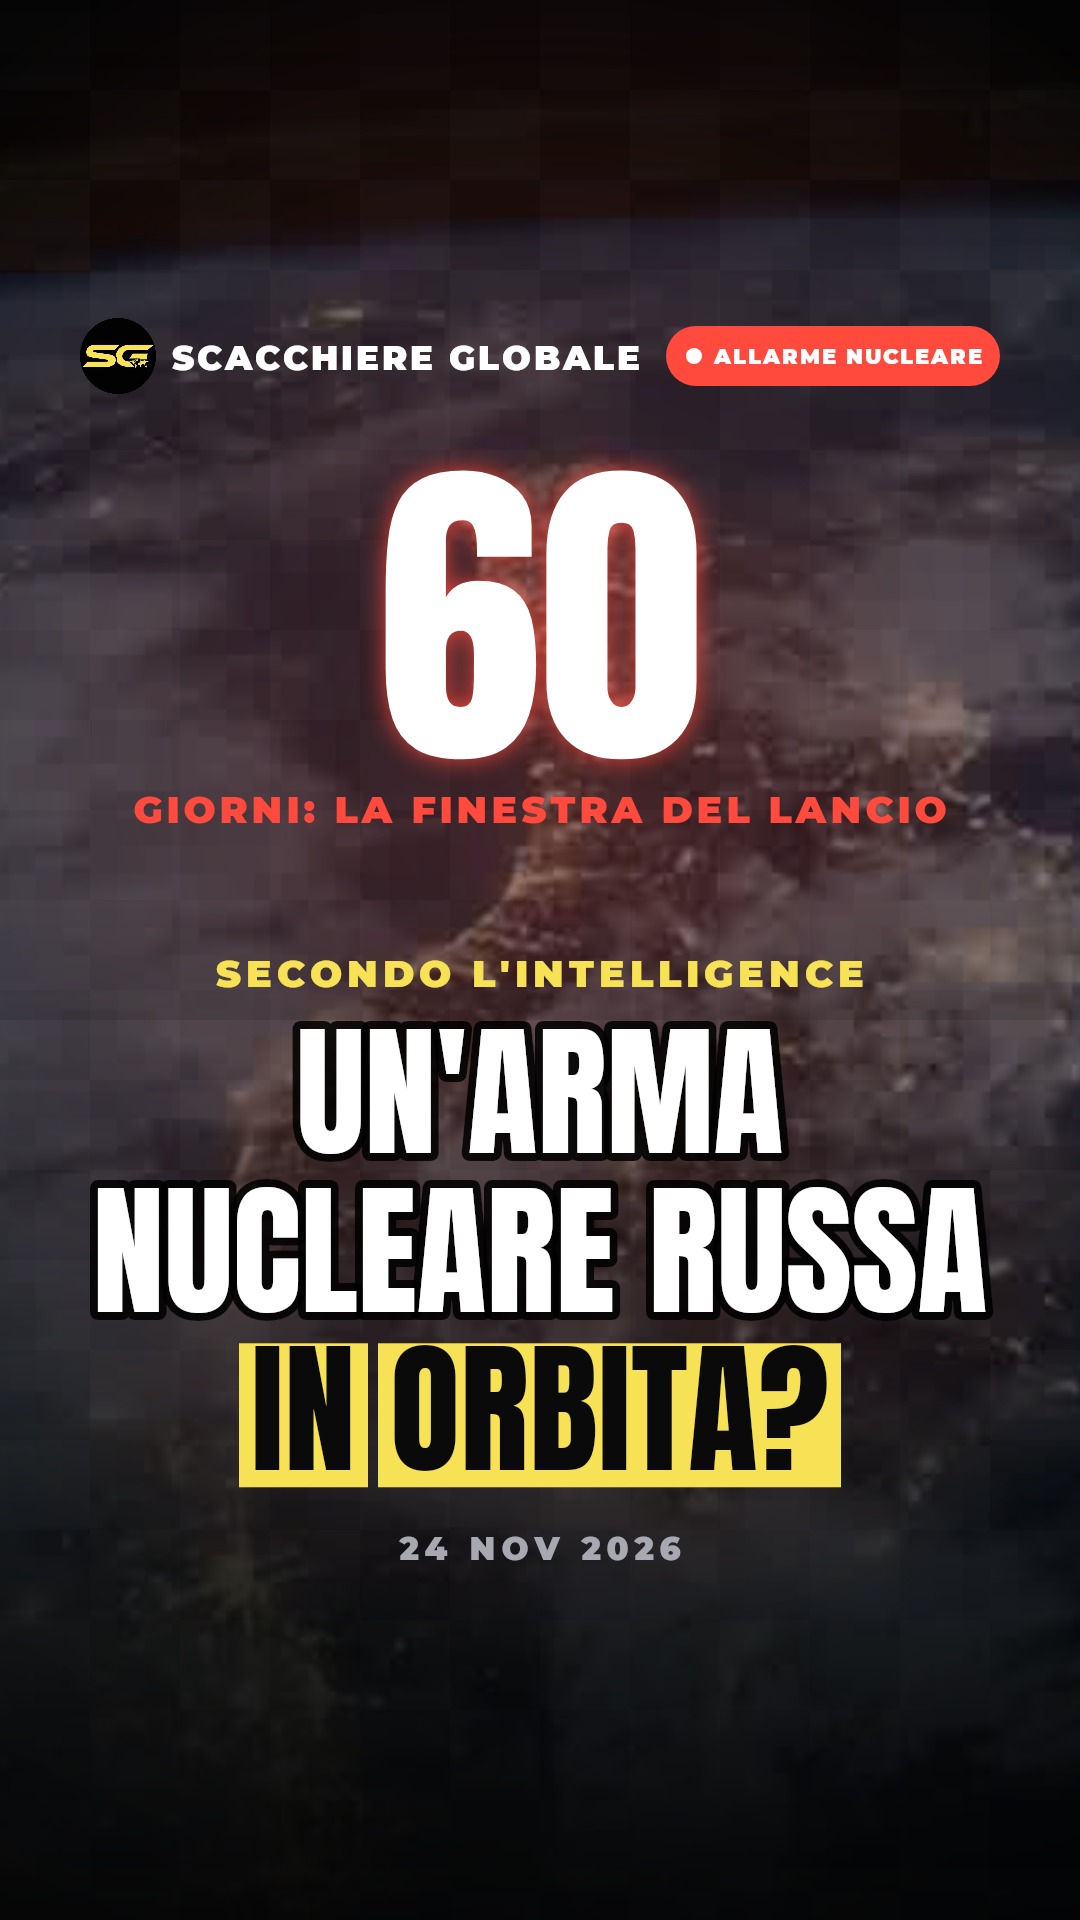 SG
SCACCHIERE GLOBALE
ALLARME NUCLEARE
60
GIORNI: LA FINESTRA DEL LANCIO
SECONDO L'INTELLIGENCE
UN'ARMA
NUCLEARE RUSSA
IN ORBITA?
24 NOV 2026